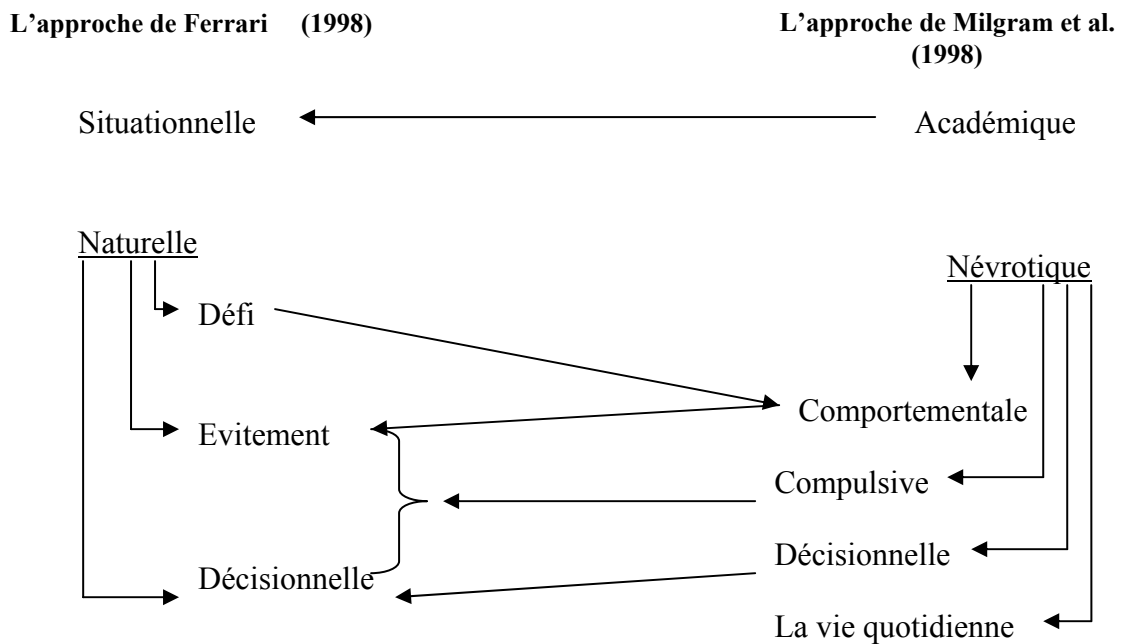 L’approche de Ferrari (1998)
L’approche de Milgram et al.
(1998)
Situationnelle
Académique
Naturelle
Névrotique
Défi
Comportementale
Evitement
Compulsive
Décisionnelle
Décisionnelle
La vie quotidienne